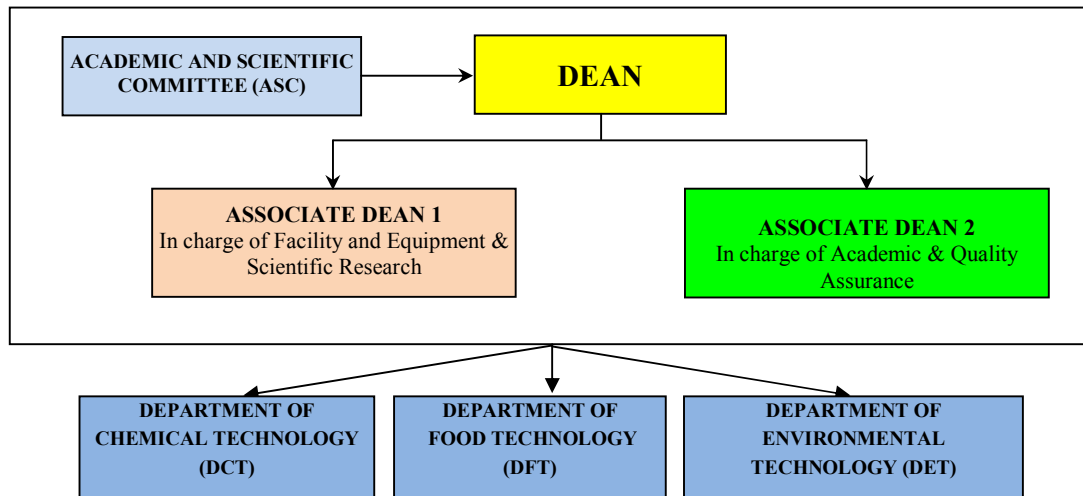 ACADEMIC AND SCIENTIFIC
COMMITTEE (ASC)
DEAN
ASSOCIATE DEAN 1
In charge of Facility and Equipment &
Scientific Research
ASSOCIATE DEAN 2
In charge of Academic & Quality
Assurance
DEPARTMENT OF
CHEMICAL TECHNOLOGY
(DCT)
DEPARTMENT OF
FOOD TECHNOLOGY
(DFT)
DEPARTMENT OF
ENVIRONMENTAL
TECHNOLOGY (DET)